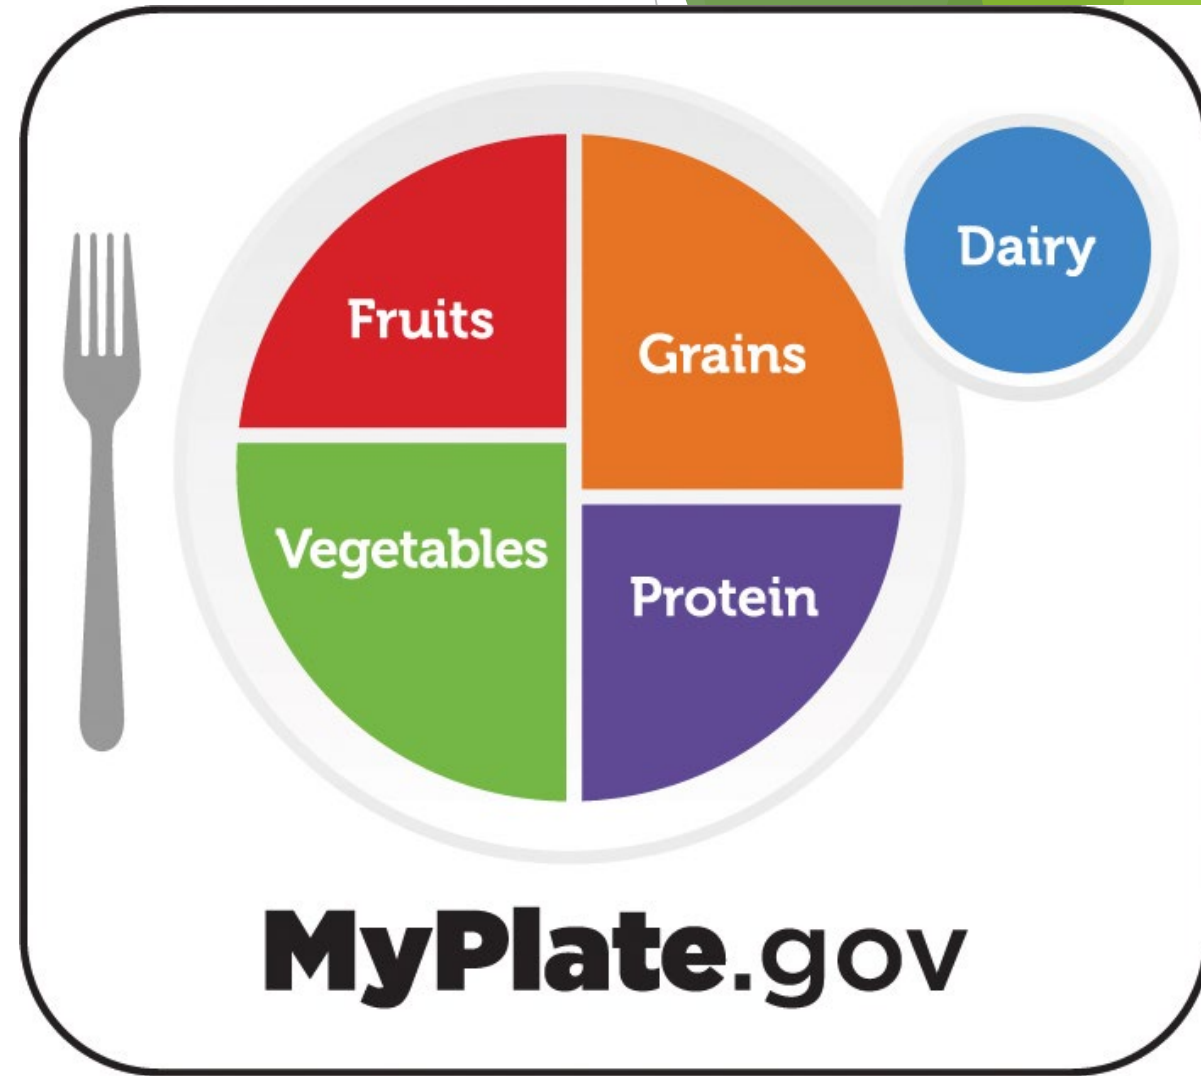 Dairy
Fruits
Grains
Vegetables
Protein
MyPlate.gov